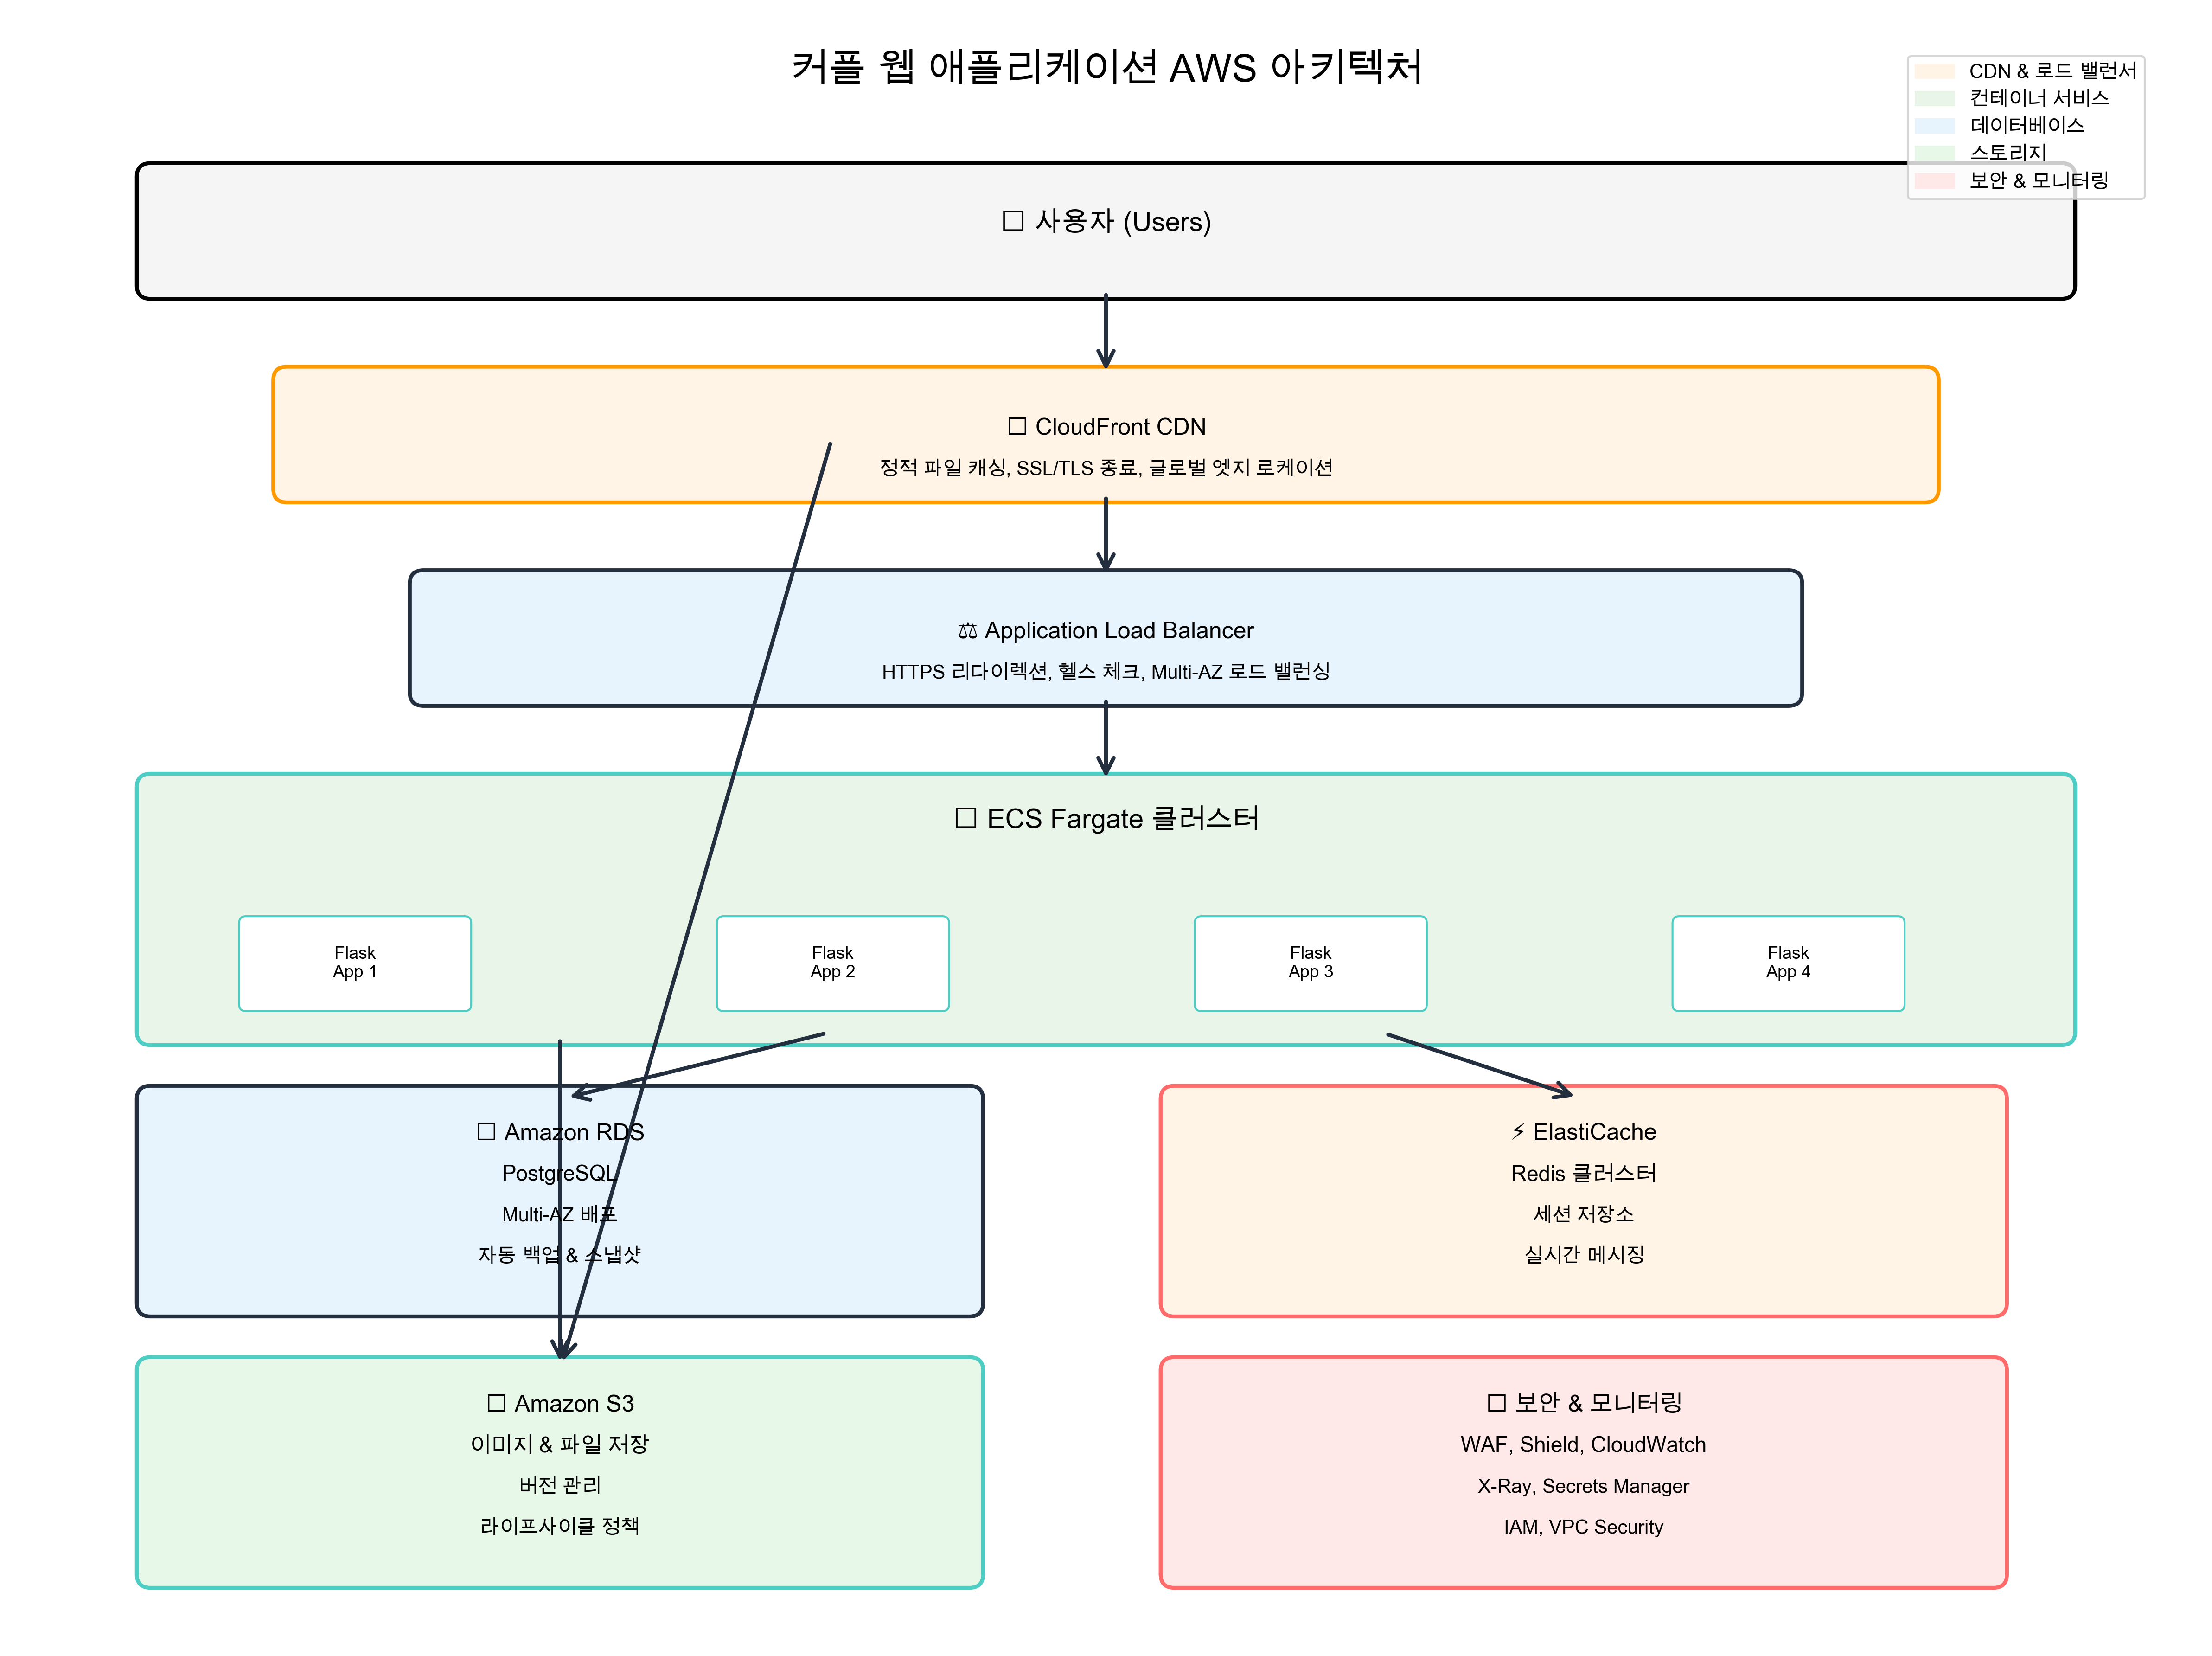 커플 웹 애플리케이션 AWS 아키텍처
CDN & 로드 밸런서
컨테이너 서비스
데이터베이스
스토리지
보안 & 모니터링
□ 사용자 (Users)
□ CloudFront CDN
정적 파일 캐싱, SSL/TLS 종료, 글로벌 엣지 로케이션
⚖ Application Load Balancer
HTTPS 리다이렉션, 헬스 체크, Multi-AZ 로드 밸런싱
□ ECS Fargate 클러스터
Flask
App 1
Flask
App 2
Flask
App 3
Flask
App 4
□ Amazon RDS
PostgreSQL
Multi-AZ 배포
자동 백업 & 스냅샷
⚡ ElastiCache
Redis 클러스터
세션 저장소
실시간 메시징
□ Amazon S3
이미지 & 파일 저장
버전 관리
라이프사이클 정책
□ 보안 & 모니터링
WAF, Shield, CloudWatch
X-Ray, Secrets Manager
IAM, VPC Security